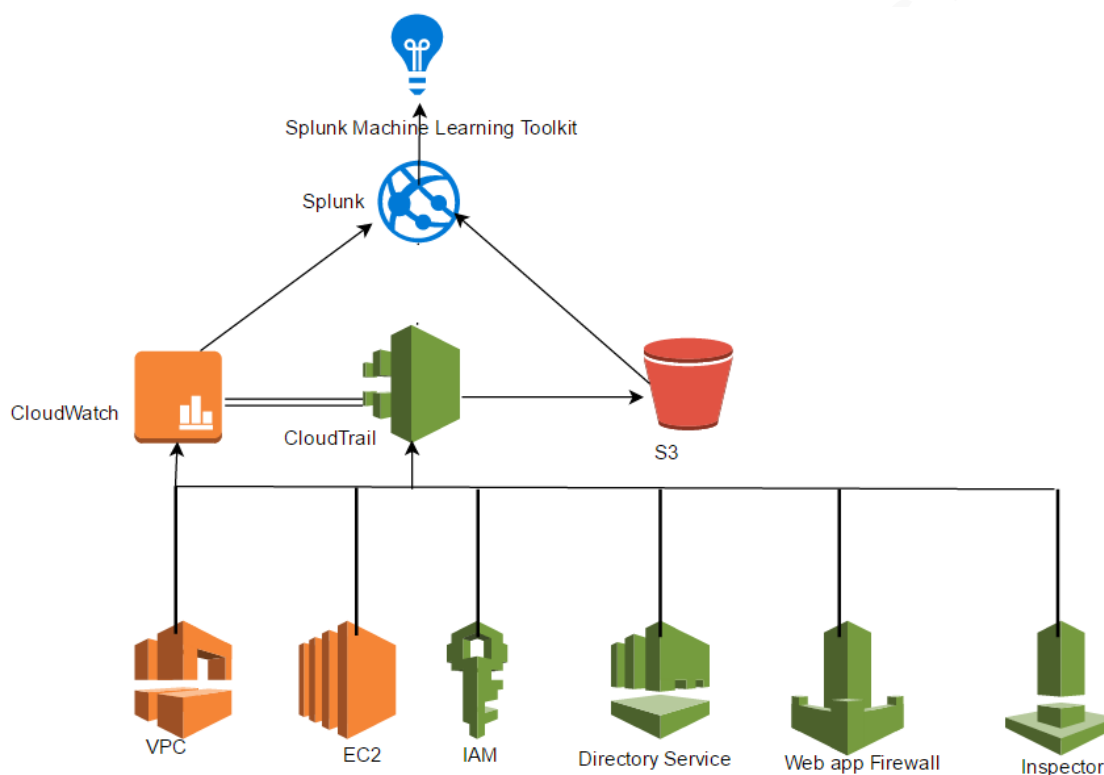 Splunk Machine Learning Toolkit
Splunk
CloudWatch
CloudTrail
S3
VPC
EC2
IAM
Directory Service
Web app Firewall
Inspector